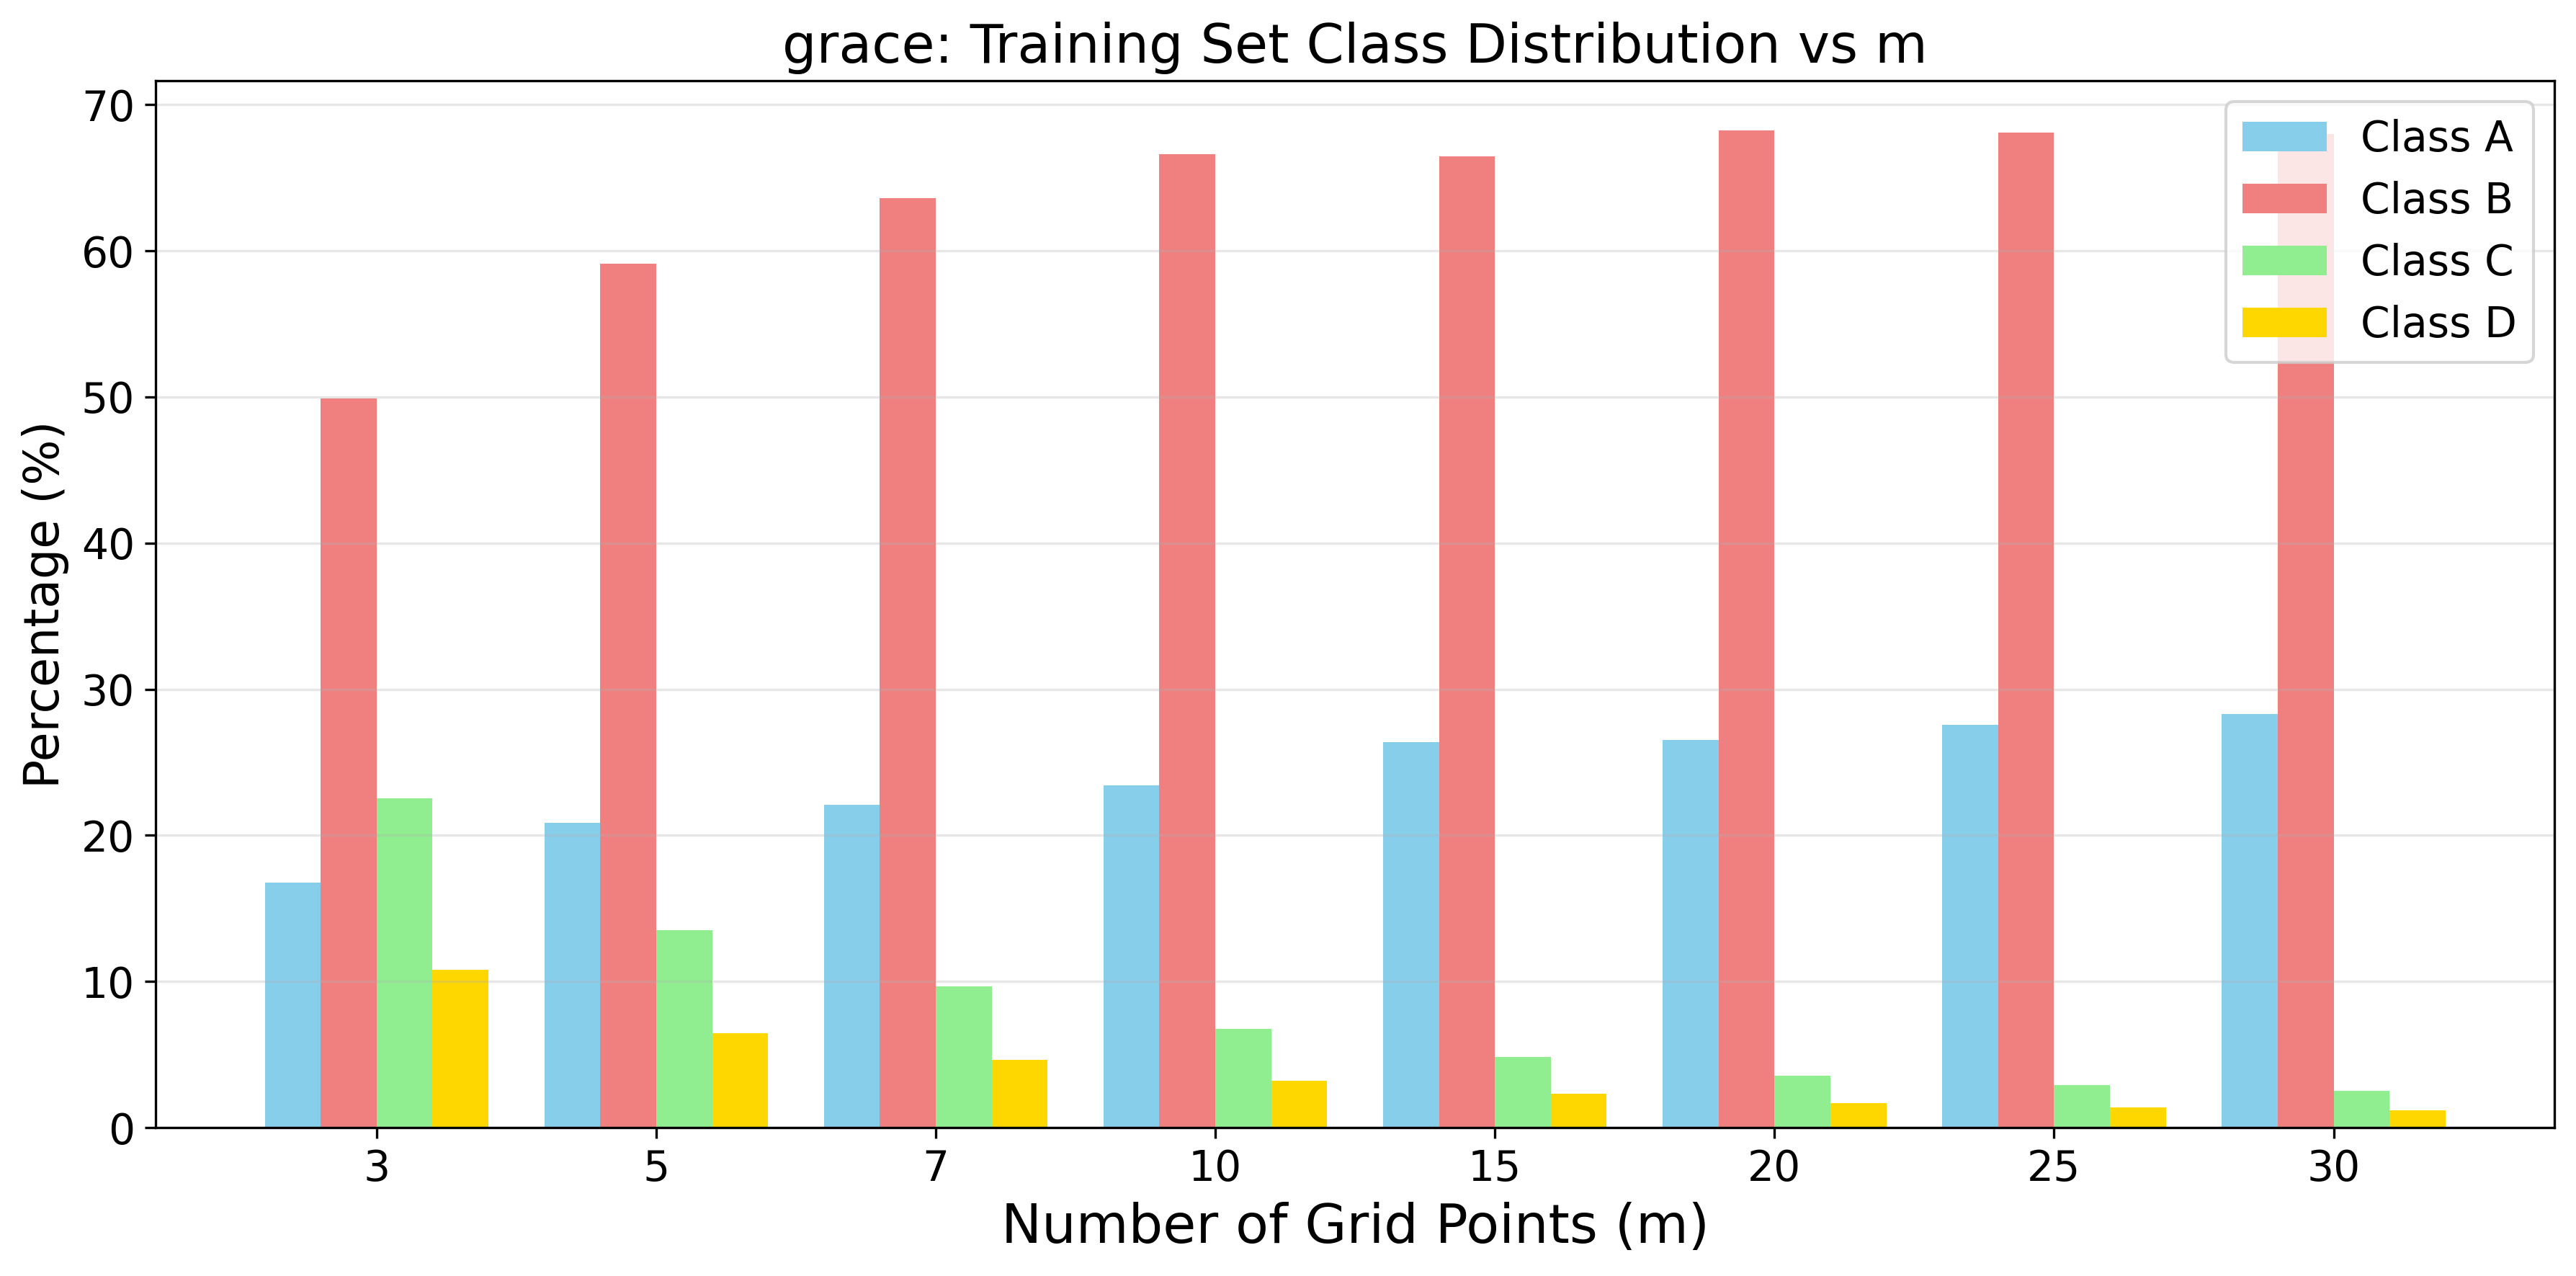 grace: Training Set Class Distribution vs m
70
60
50
40
30
20
10
0
Percentage (%)
Class A
Class B
Class C
Class D
3 5 7 10 15 20 25 30
Number of Grid Points (m)